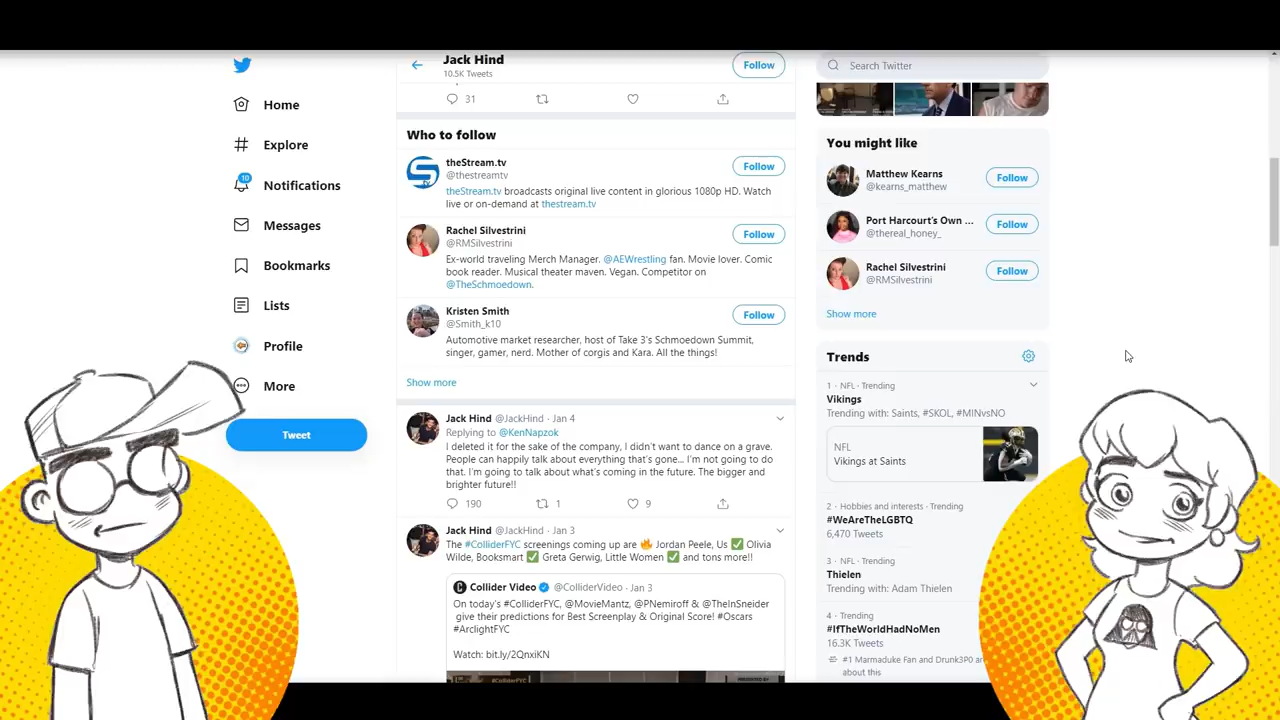 Home
Explore
10
Notifications
Messages
Bookmarks
Lists
Profile
More
Tweet
Jack Hind
10.5K Tweets
Follow
31
Who to follow
theStream.tv
@thestreamtv
Follow
theStream.tv broadcasts original live content in glorious 1080p HD. Watch
live or on-demand at thestream.tv
Rachel Silvestrini
@RMSilvestrini
Follow
Ex-world traveling Merch Manager. @AEWrestling fan. Movie lover. Comic
book reader. Musical theater maven. Vegan. Competitor on
@TheSchmoedown.
Kristen Smith
@Smith_k10
Follow
Automotive market researcher, host of Take 3's Schmoedown Summit,
singer, gamer, nerd. Mother of corgis and Kara. All the things!
Show more
Jack Hind @JackHind · Jan 4
Replying to @KenNapzok
I deleted it for the sake of the company, I didn't want to dance on a grave.
People can happily talk about everything that's gone... I'm not going to do
that. I'm going to talk about what's coming in the future. The bigger and
brighter future!!
190 1 9
Jack Hind @JackHind · Jan 3
The #ColliderFYC screenings coming up are 🔥 Jordan Peele, Us ✅ Olivia
Wilde, Booksmart ✅ Greta Gerwig, Little Women ✅ and tons more!!
Collider Video @ColliderVideo · Jan 3
On today's #ColliderFYC, @MovieMantz, @PNemiroff & @TheInSneider
give their predictions for Best Screenplay & Original Score! #Oscars
#ArclightFYC
Watch: bit.ly/2QnxiKN
#ColliderFYC
PRESENTED BY
Search Twitter
You might like
Matthew Kearns
@kearns_matthew
Follow
Port Harcourt's Own ...
@thereal_honey_
Follow
Rachel Silvestrini
@RMSilvestrini
Follow
Show more
Trends
1 · NFL · Trending
Vikings
Trending with: Saints, #SKOL, #MINvsNO
NFL
Vikings at Saints
2 · Hobbies and interests · Trending
#WeAreTheLGBTQ
6,470 Tweets
3 · NFL · Trending
Thielen
Trending with: Adam Thielen
4 · Trending
#IfTheWorldHadNoMen
16.3K Tweets
#1 Marmaduke Fan and Drunk3P0 ar
about this